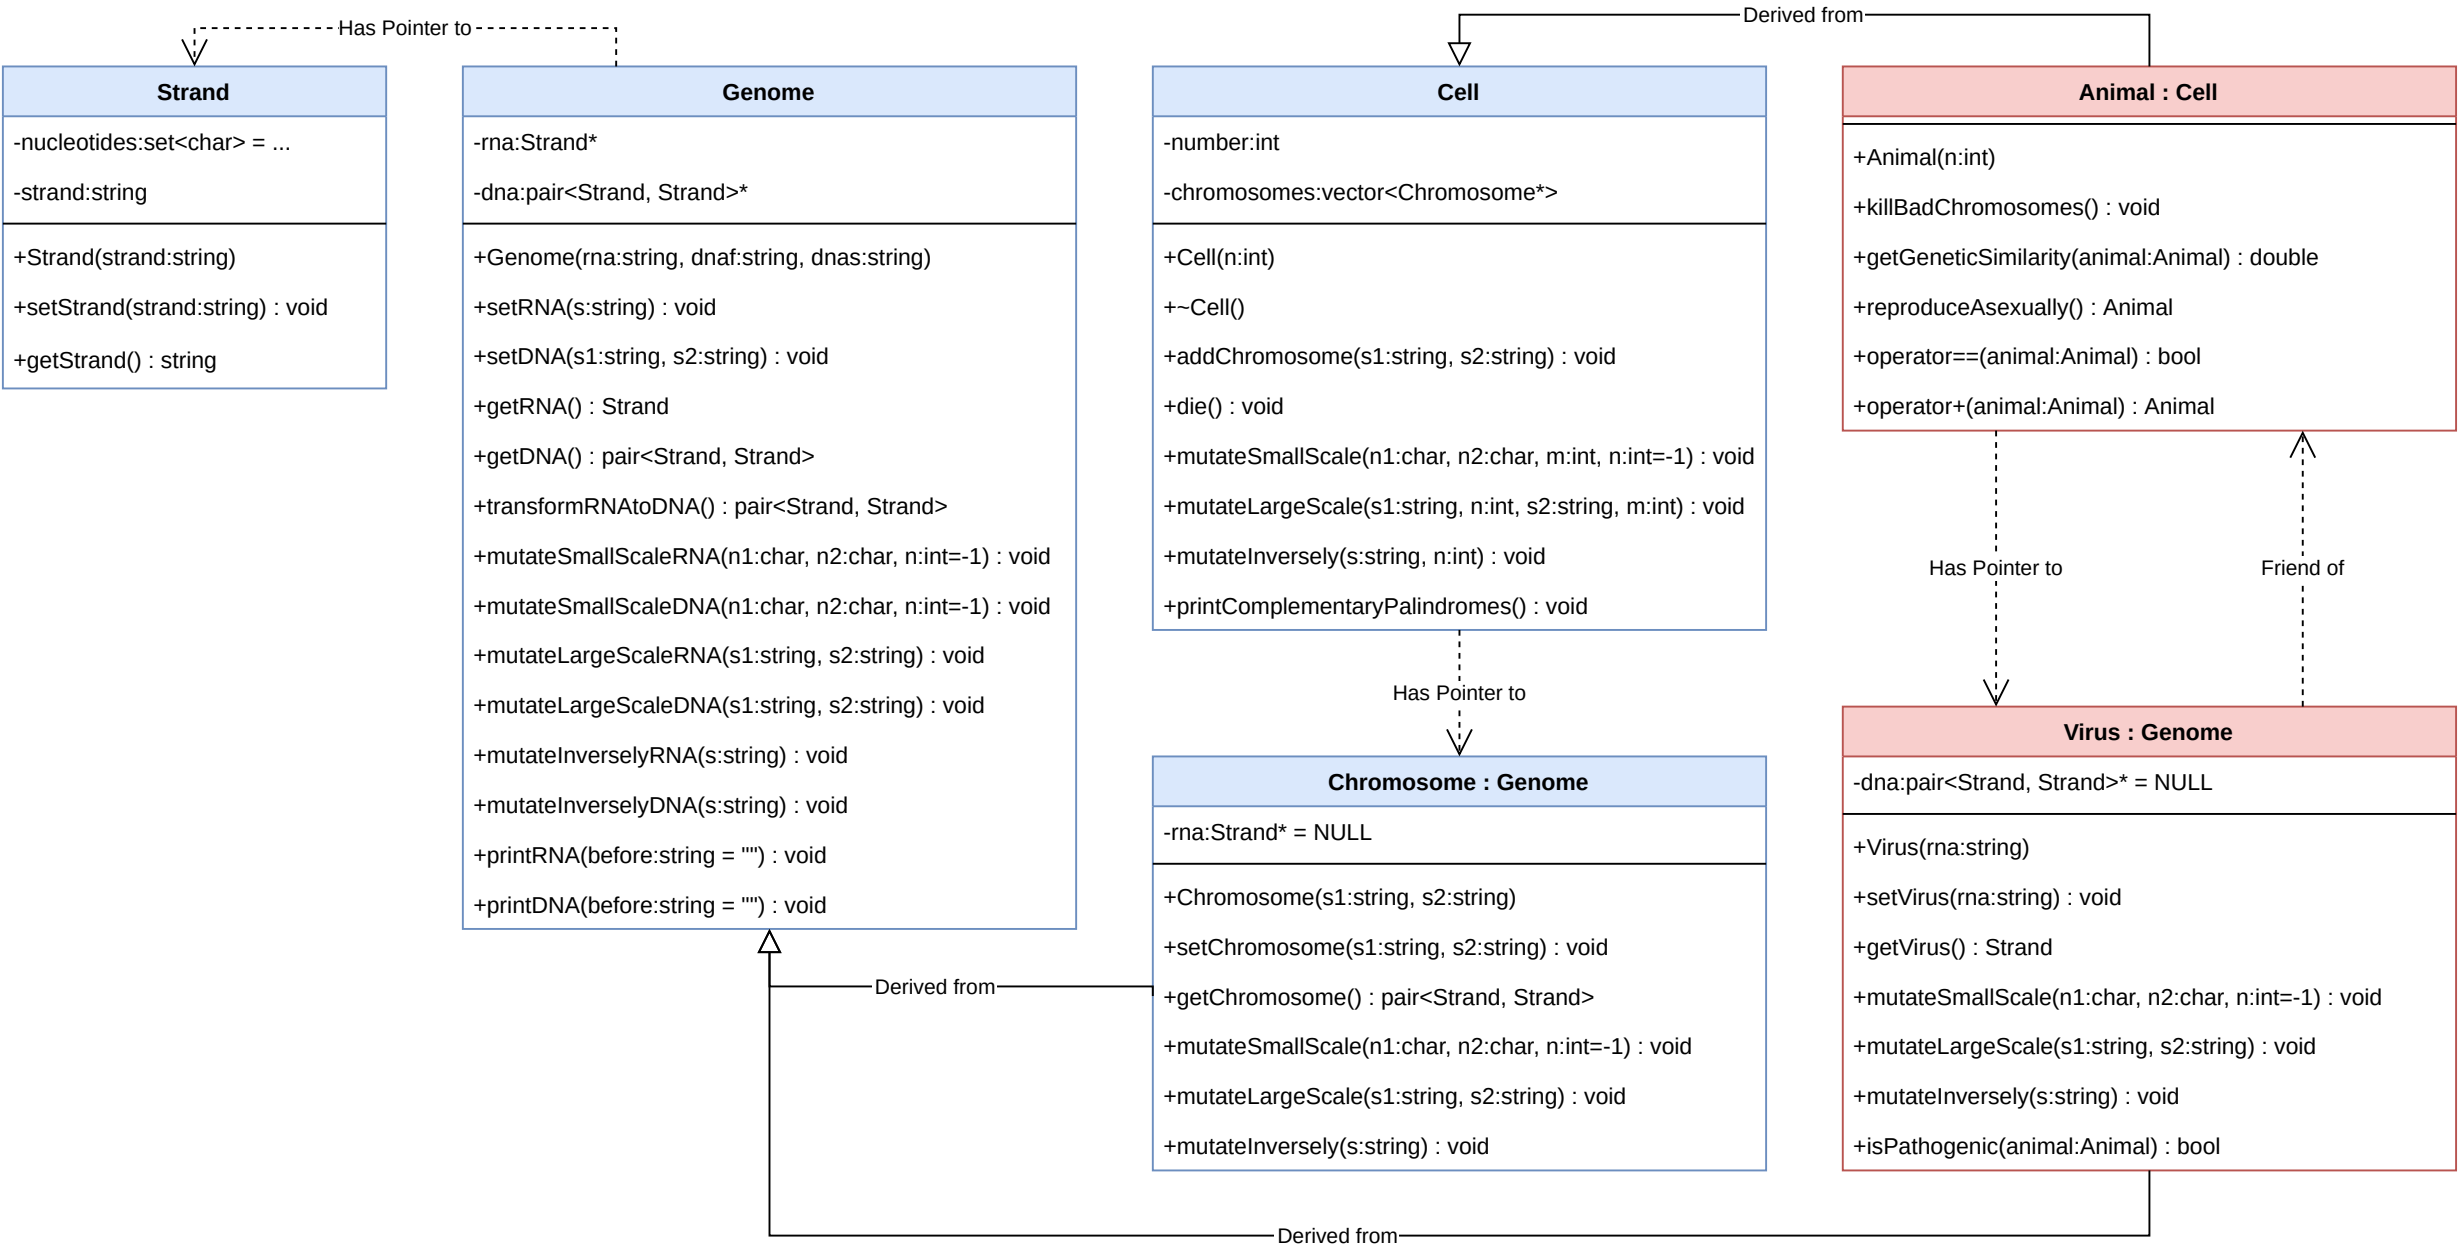 Has Pointer to
Derived from
Strand
-nucleotides:set<char> = ...
-strand:string
+Strand(strand:string)
+setStrand(strand:string) : void
+getStrand() : string
Genome
-rna:Strand*
-dna:pair<Strand, Strand>*
+Genome(rna:string, dnaf:string, dnas:string)
+setRNA(s:string) : void
+setDNA(s1:string, s2:string) : void
+getRNA() : Strand
+getDNA() : pair<Strand, Strand>
+transformRNAtoDNA() : pair<Strand, Strand>
+mutateSmallScaleRNA(n1:char, n2:char, n:int=-1) : void
+mutateSmallScaleDNA(n1:char, n2:char, n:int=-1) : void
+mutateLargeScaleRNA(s1:string, s2:string) : void
+mutateLargeScaleDNA(s1:string, s2:string) : void
+mutateInverselyRNA(s:string) : void
+mutateInverselyDNA(s:string) : void
+printRNA(before:string = "") : void
+printDNA(before:string = "") : void
Cell
-number:int
-chromosomes:vector<Chromosome*>
+Cell(n:int)
+~Cell()
+addChromosome(s1:string, s2:string) : void
+die() : void
+mutateSmallScale(n1:char, n2:char, m:int, n:int=-1) : void
+mutateLargeScale(s1:string, n:int, s2:string, m:int) : void
+mutateInversely(s:string, n:int) : void
+printComplementaryPalindromes() : void
Animal : Cell
+Animal(n:int)
+killBadChromosomes() : void
+getGeneticSimilarity(animal:Animal) : double
+reproduceAsexually() : Animal
+operator==(animal:Animal) : bool
+operator+(animal:Animal) : Animal
Has Pointer to
Has Pointer to
Friend of
Chromosome : Genome
-rna:Strand* = NULL
+Chromosome(s1:string, s2:string)
+setChromosome(s1:string, s2:string) : void
+getChromosome() : pair<Strand, Strand>
+mutateSmallScale(n1:char, n2:char, n:int=-1) : void
+mutateLargeScale(s1:string, s2:string) : void
+mutateInversely(s:string) : void
Virus : Genome
-dna:pair<Strand, Strand>* = NULL
+Virus(rna:string)
+setVirus(rna:string) : void
+getVirus() : Strand
+mutateSmallScale(n1:char, n2:char, n:int=-1) : void
+mutateLargeScale(s1:string, s2:string) : void
+mutateInversely(s:string) : void
+isPathogenic(animal:Animal) : bool
Derived from
Derived from